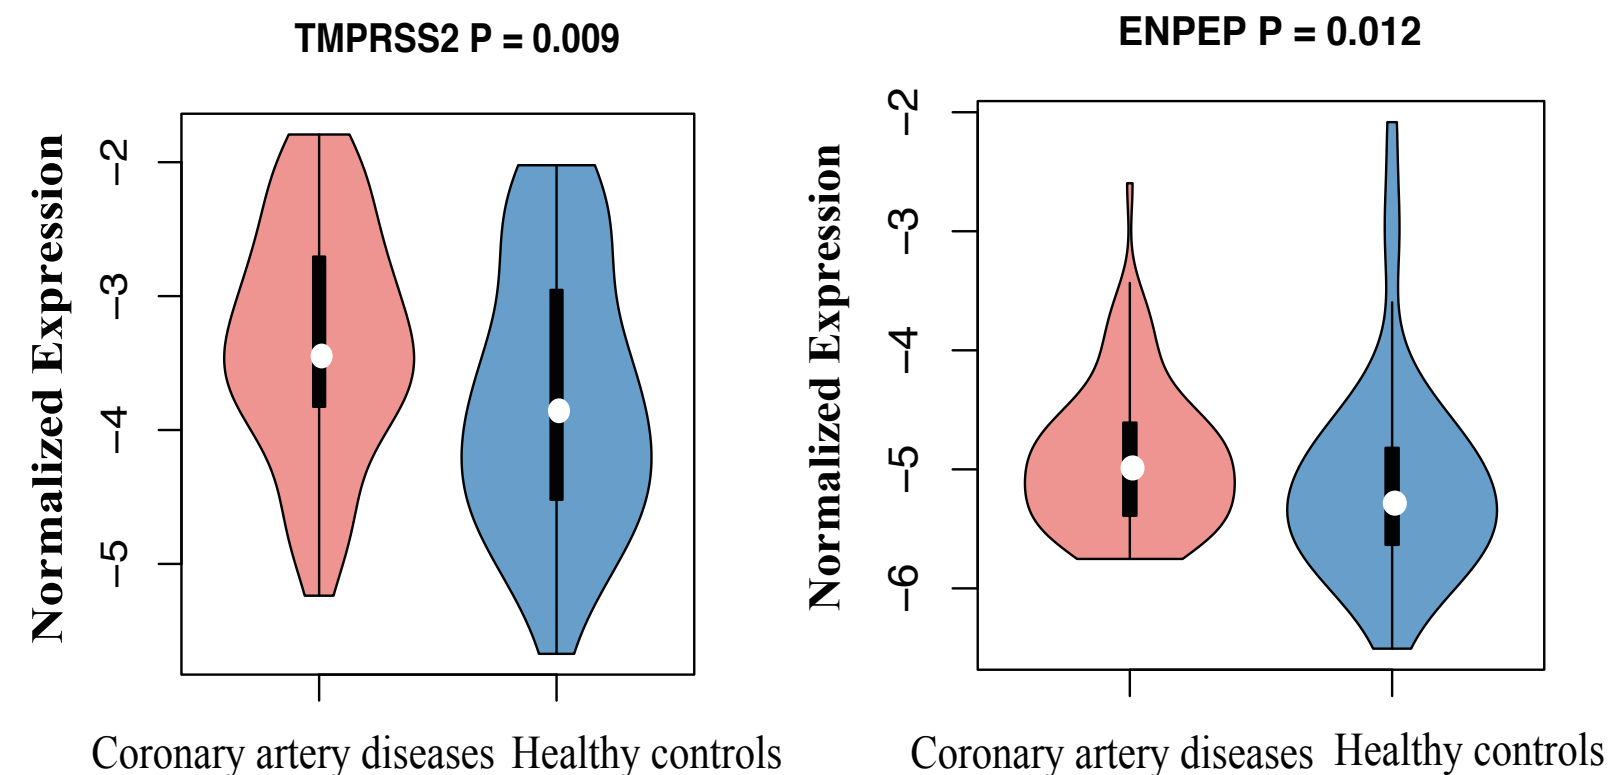 TMPRSS2 P = 0.009
Normalized Expression
−2
−3
−4
−5
Coronary artery diseases
Healthy controls
ENPEP P = 0.012
Normalized Expression
−2
−3
−4
−5
−6
Coronary artery diseases
Healthy controls